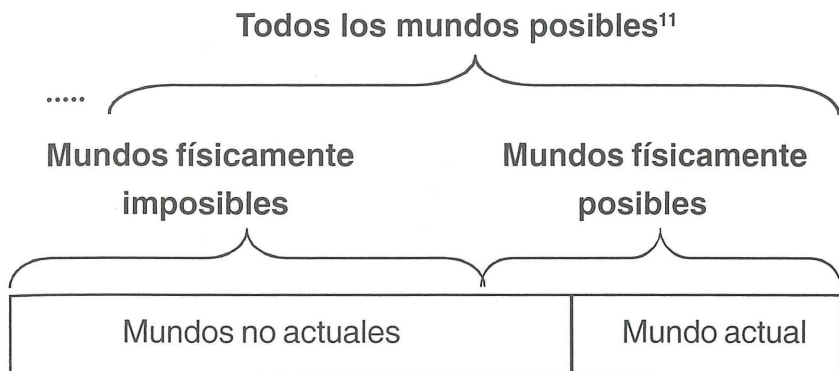 Todos los mundos posibles¹¹
.....
Mundos físicamente
imposibles
Mundos físicamente
posibles
Mundos no actuales
Mundo actual